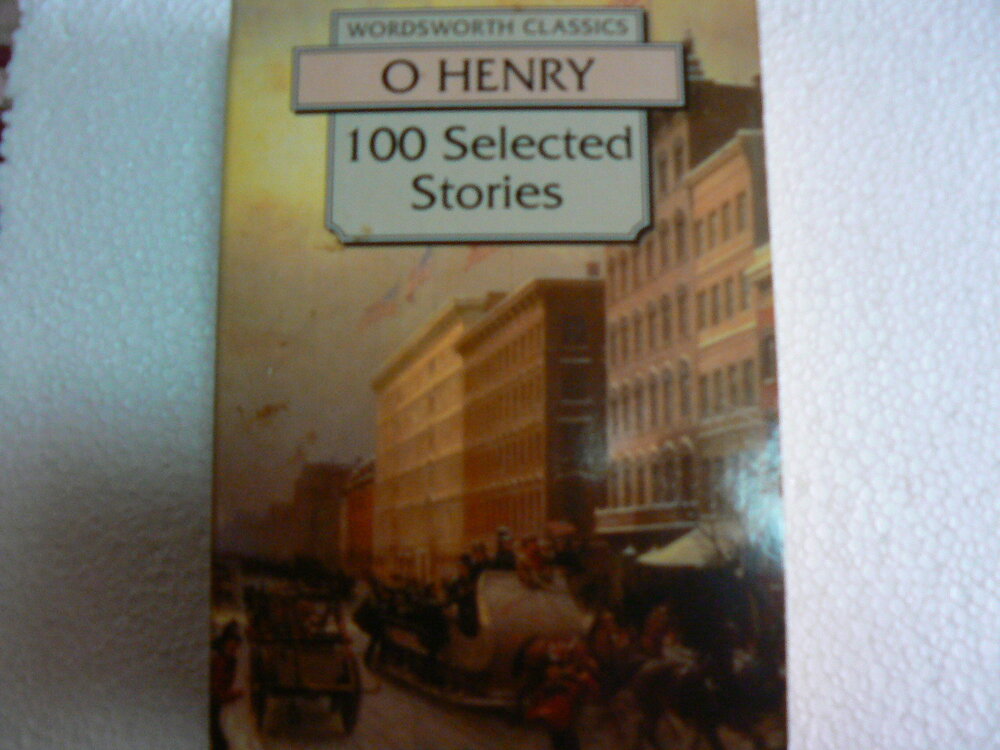 WORDSWORTH CLASSICS
O HENRY
100 Selected
Stories